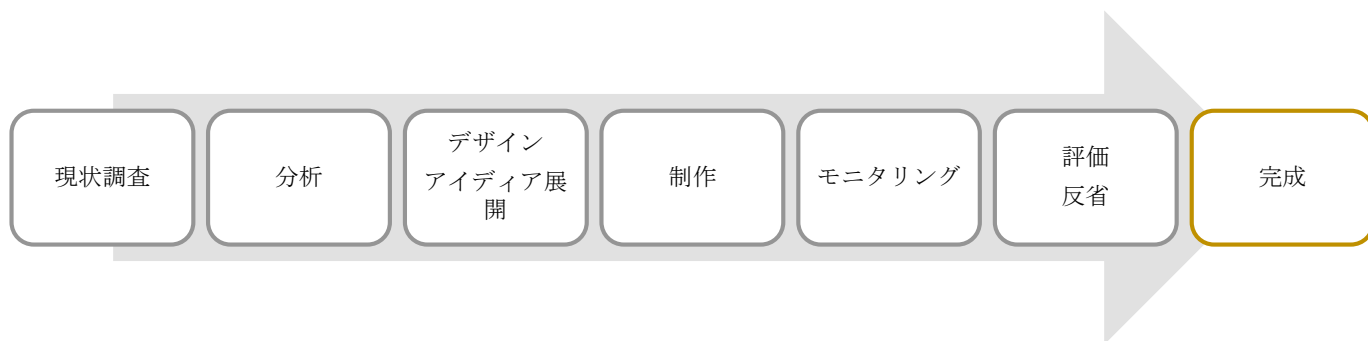 現状調査
分析
デザイン
アイディア展
開
制作
モニタリング
評価
反省
完成